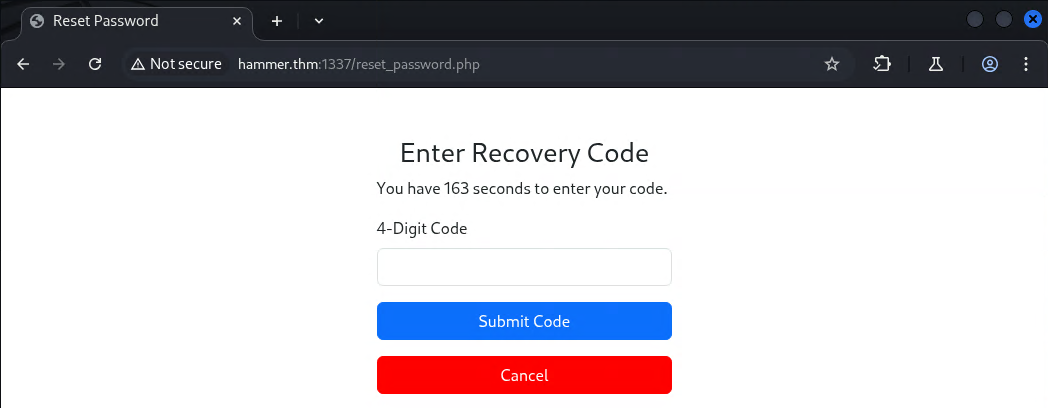 Reset Password
Not secure hammer.thm:1337/reset_password.php
Enter Recovery Code
You have 163 seconds to enter your code.
4-Digit Code
Submit Code
Cancel